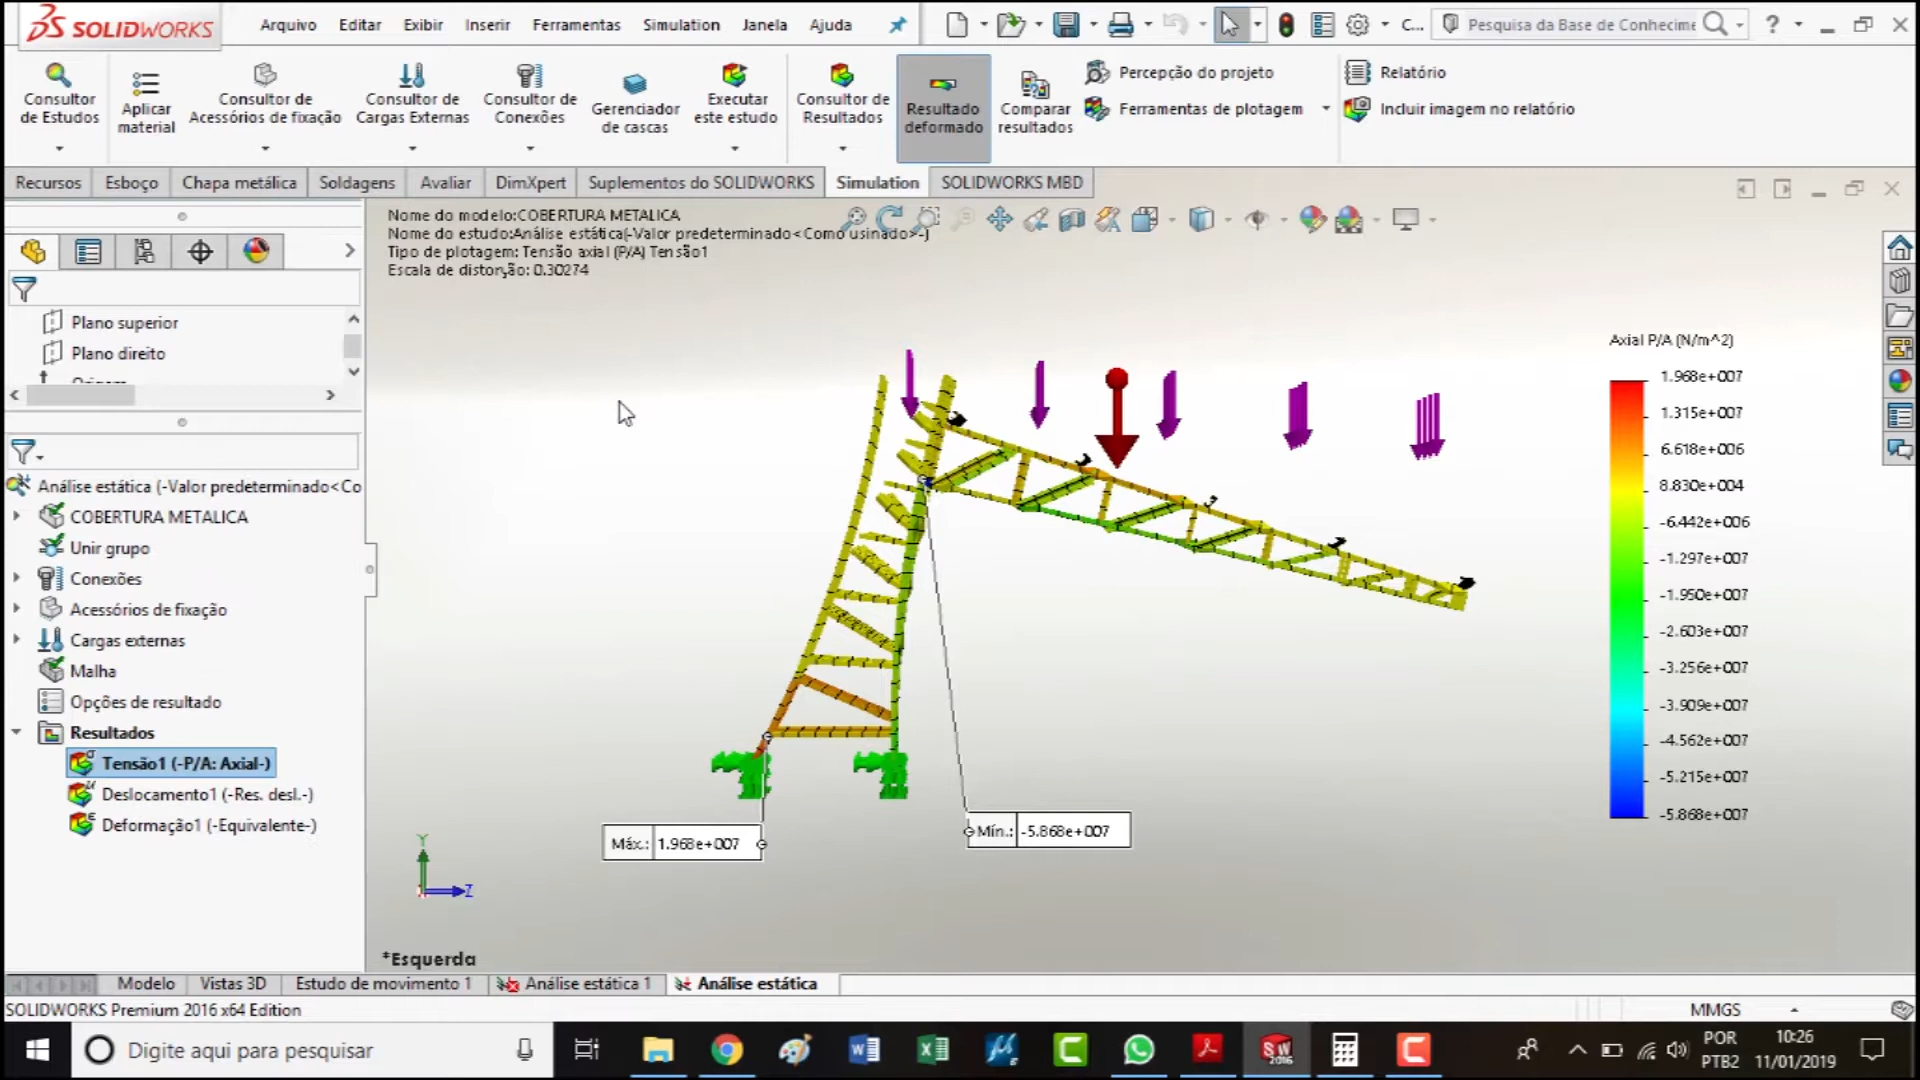 SOLIDWORKS
Arquivo
Editar
Exibir
Inserir
Ferramentas
Simulation
Janela
Ajuda
C...
Pesquisa da Base de Conhecime
?
Consultor
de Estudos
Aplicar
material
Consultor de
Acessórios de fixação
Consultor de
Cargas Externas
Consultor de
Conexões
Gerenciador
de cascas
Executar
este estudo
Consultor de
Resultados
Resultado
deformado
Comparar
resultados
Percepção do projeto
Ferramentas de plotagem
Relatório
Incluir imagem no relatório
Recursos
Esboço
Chapa metálica
Soldagens
Avaliar
DimXpert
Suplementos do SOLIDWORKS
Simulation
SOLIDWORKS MBD
Nome do modelo:COBERTURA METALICA
Nome do estudo:Análise estática(-Valor predeterminado<Como usinado>-)
Tipo de plotagem: Tensão axial (P/A) Tensão1
Escala de distorção: 0.30274
Plano superior
Plano direito
Análise estática (-Valor predeterminado<Co
COBERTURA METALICA
Unir grupo
Conexões
Acessórios de fixação
Cargas externas
Malha
Opções de resultado
Resultados
Tensão1 (-P/A: Axial-)
Deslocamento1 (-Res. desl.-)
Deformação1 (-Equivalente-)
Axial P/A (N/m^2)
1.968e+007
1.315e+007
6.618e+006
8.830e+004
-6.442e+006
-1.297e+007
-1.950e+007
-2.603e+007
-3.256e+007
-3.909e+007
-4.562e+007
-5.215e+007
-5.868e+007
Máx.: 1.968e+007
Mín.: -5.868e+007
Y
Z
*Esquerda
Modelo
Vistas 3D
Estudo de movimento 1
Análise estática 1
Análise estática
SOLIDWORKS Premium 2016 x64 Edition
MMGS
Digite aqui para pesquisar
SW
2016
POR
PTB2
10:26
11/01/2019